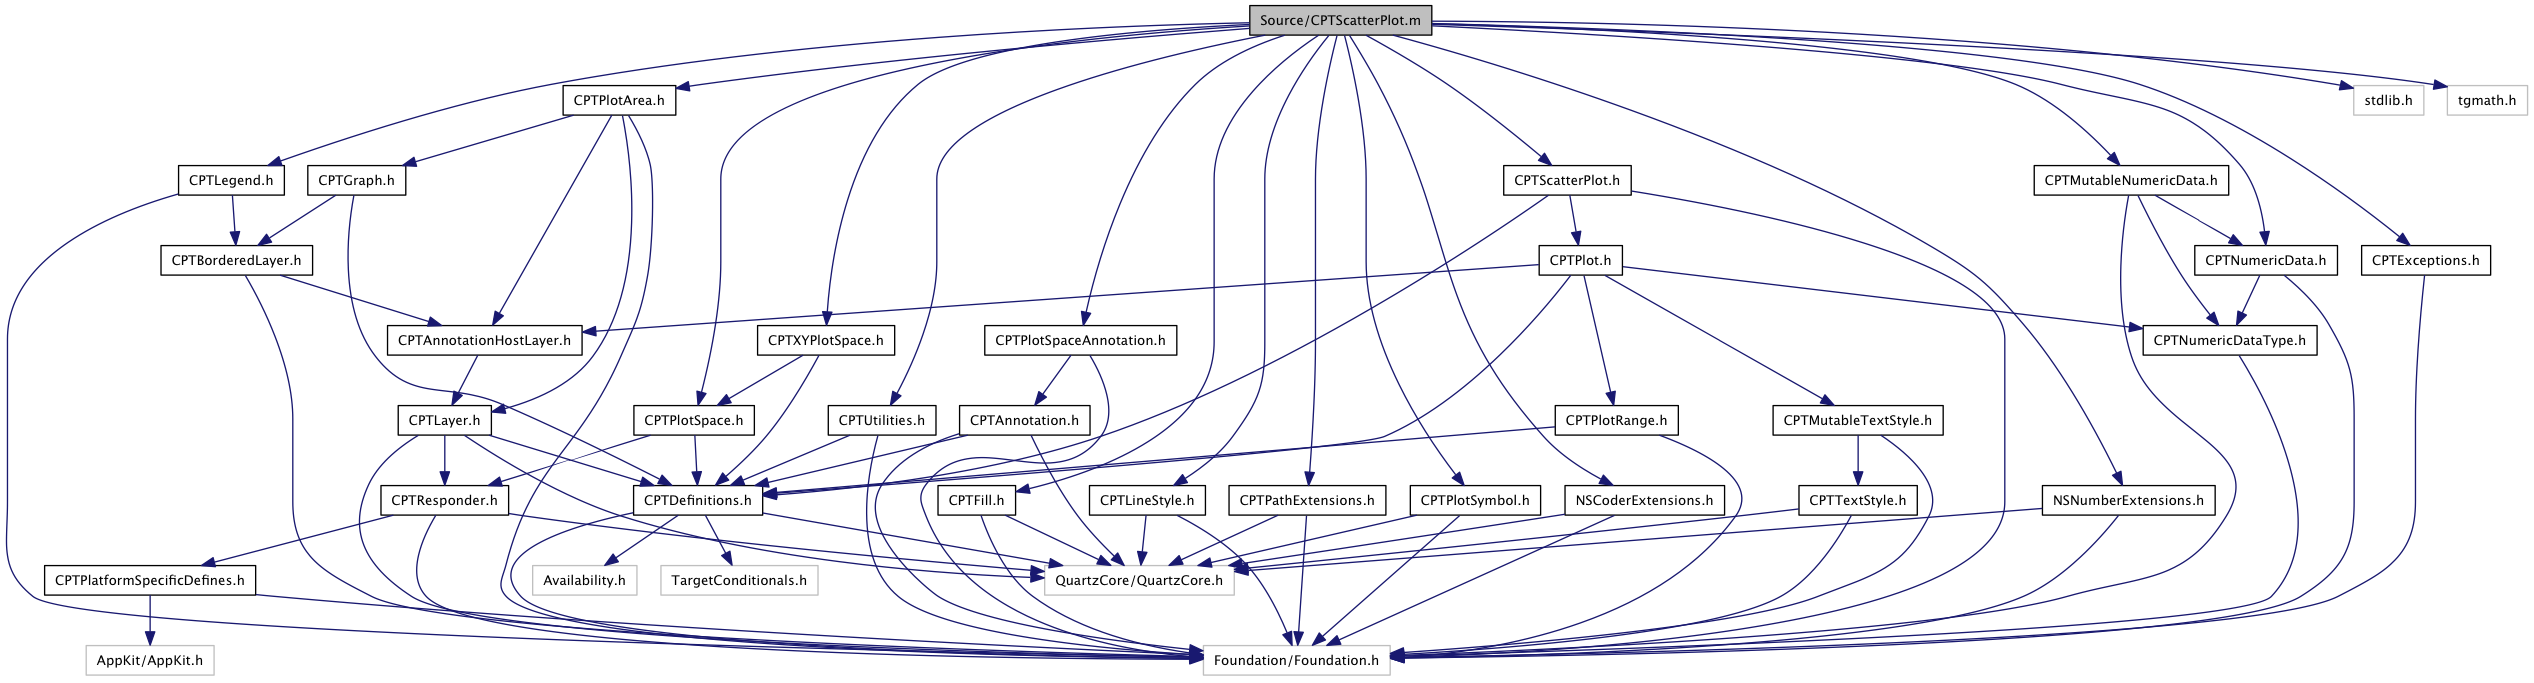 Source/CPTScatterPlot.m
CPTPlotArea.h
stdlib.h
tgmath.h
CPTLegend.h
CPTGraph.h
CPTScatterPlot.h
CPTMutableNumericData.h
CPTBorderedLayer.h
CPTPlot.h
CPTNumericData.h
CPTExceptions.h
CPTAnnotationHostLayer.h
CPTXYPlotSpace.h
CPTPlotSpaceAnnotation.h
CPTNumericDataType.h
CPTLayer.h
CPTPlotSpace.h
CPTUtilities.h
CPTAnnotation.h
CPTPlotRange.h
CPTMutableTextStyle.h
CPTResponder.h
CPTDefinitions.h
CPTFill.h
CPTLineStyle.h
CPTPathExtensions.h
CPTPlotSymbol.h
NSCoderExtensions.h
CPTTextStyle.h
NSNumberExtensions.h
CPTPlatformSpecificDefines.h
Availability.h
TargetConditionals.h
QuartzCore/QuartzCore.h
AppKit/AppKit.h
Foundation/Foundation.h